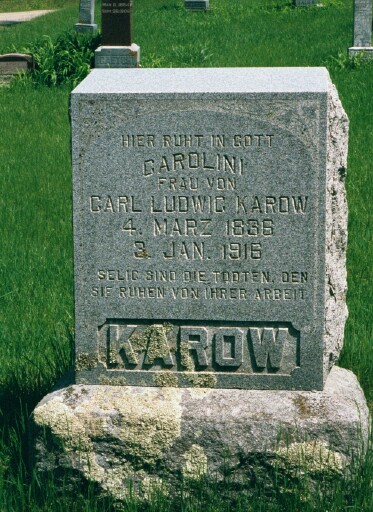 HIER RUHT IN GOTT
CAROLINI
FRAU VON
CARL LUDWIG KAROW
4. MARZ 1836
3. JAN. 1916
SELIG SIND DIE TODTEN, DEN
SIE RUHEN VON IHRER ARBEIT
KAROW